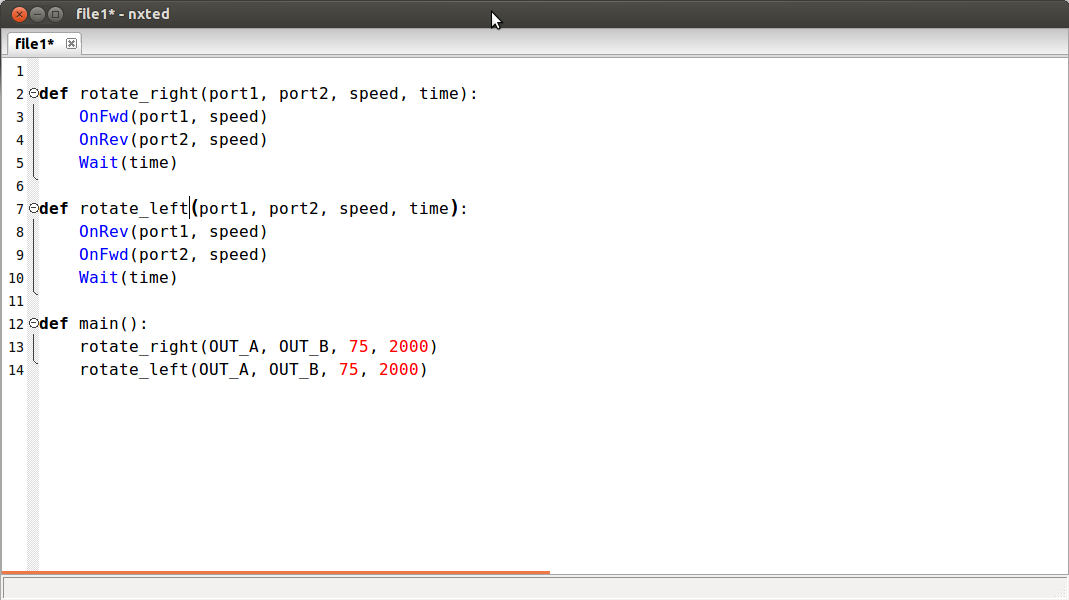 file1* - nxted
file1*
1
2 def rotate_right(port1, port2, speed, time):
3     OnFwd(port1, speed)
4     OnRev(port2, speed)
5     Wait(time)
6
7 def rotate_left(port1, port2, speed, time):
8     OnRev(port1, speed)
9     OnFwd(port2, speed)
10     Wait(time)
11
12 def main():
13     rotate_right(OUT_A, OUT_B, 75, 2000)
14     rotate_left(OUT_A, OUT_B, 75, 2000)